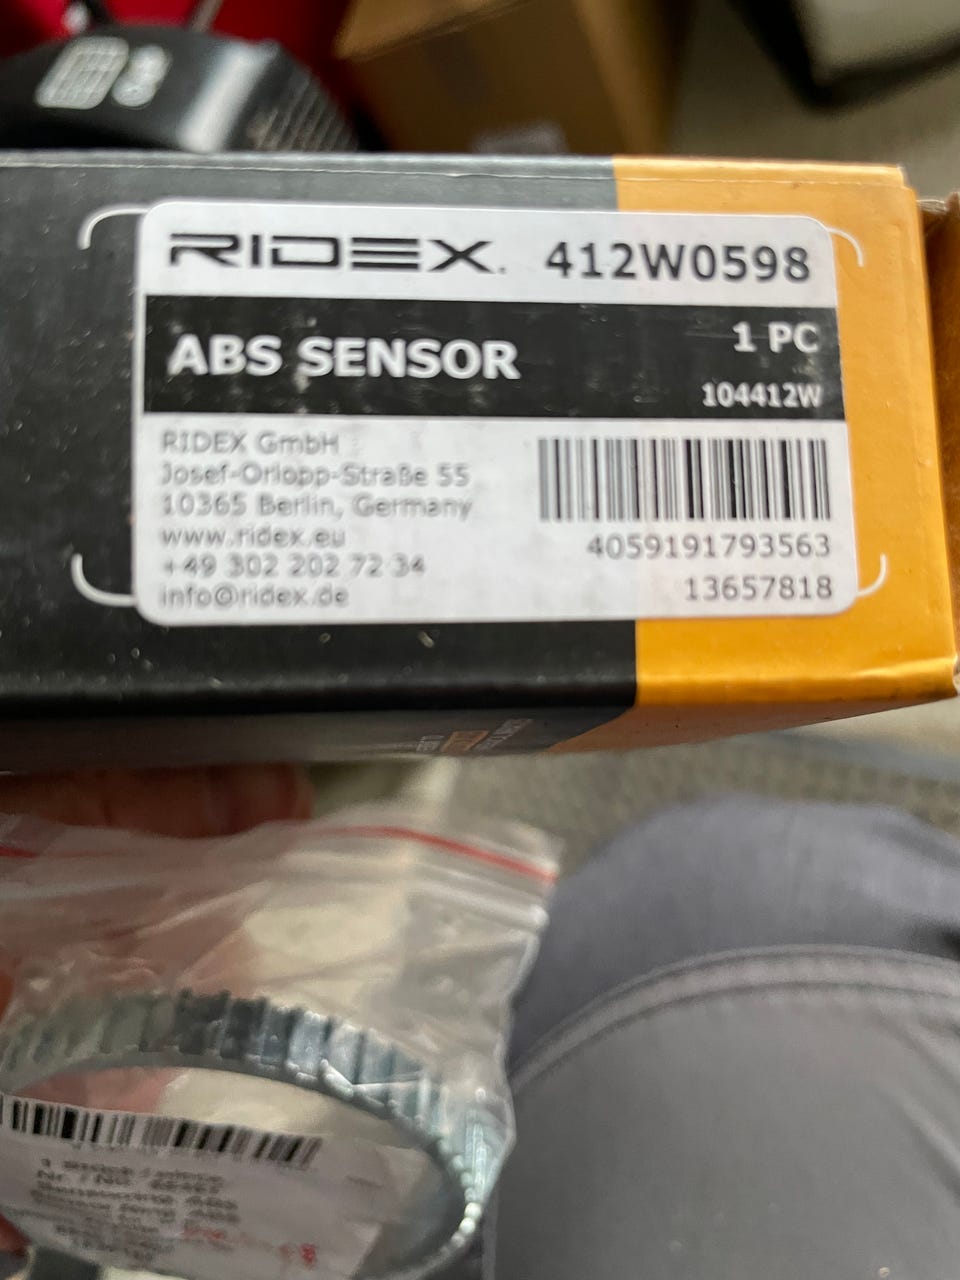 RIDEX. 412W0598
ABS SENSOR
1 PC
104412W
RIDEX GmbH
Josef-Orlopp-Straße 55
10365 Berlin, Germany
www.ridex.eu
+49 302 202 72 34
info@ridex.de
4059191793563
13657818